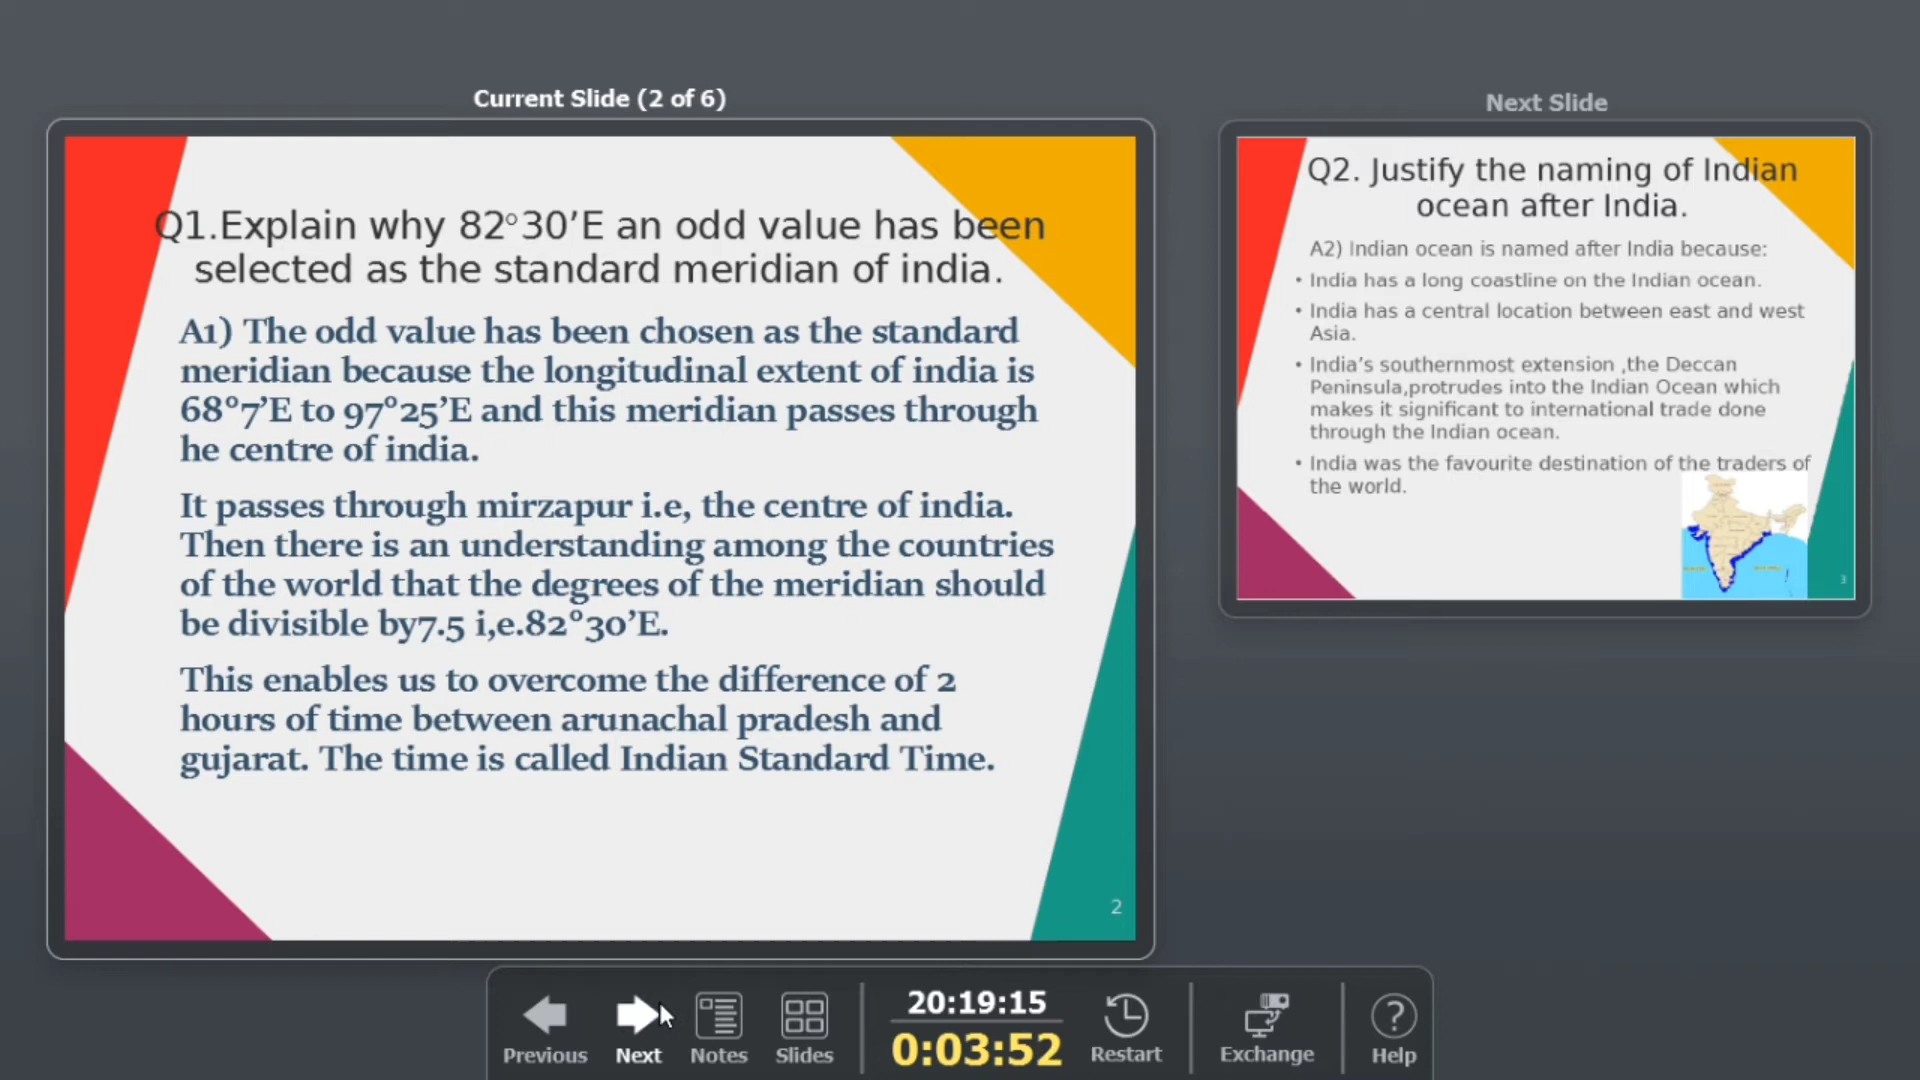 Current Slide (2 of 6)
Q1.Explain why 82°30’E an odd value has been
selected as the standard meridian of india.
A1) The odd value has been chosen as the standard
meridian because the longitudinal extent of india is
68°7’E to 97°25’E and this meridian passes through
he centre of india.
It passes through mirzapur i.e, the centre of india.
Then there is an understanding among the countries
of the world that the degrees of the meridian should
be divisible by7.5 i,e.82°30’E.
This enables us to overcome the difference of 2
hours of time between arunachal pradesh and
gujarat. The time is called Indian Standard Time.
2
Next Slide
Q2. Justify the naming of Indian
ocean after India.
A2) Indian ocean is named after India because:
• India has a long coastline on the Indian ocean.
• India has a central location between east and west
Asia.
• India’s southernmost extension ,the Deccan
Peninsula,protrudes into the Indian Ocean which
makes it significant to international trade done
through the Indian ocean.
• India was the favourite destination of the traders of
the world.
3
Previous
Next
Notes
Slides
20:19:15
0:03:52
Restart
Exchange
Help